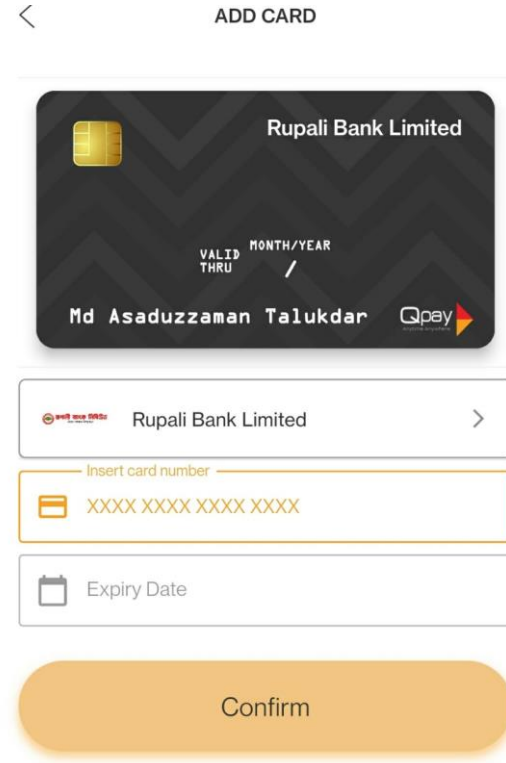 ADD CARD
Rupali Bank Limited
MONTH/YEAR
VALID
THRU /
Md Asaduzzaman Talukdar
Qpay
রূপালী ব্যাংক লিমিটেড
Rupali Bank Limited
Insert card number
XXXX XXXX XXXX XXXX
Expiry Date
Confirm